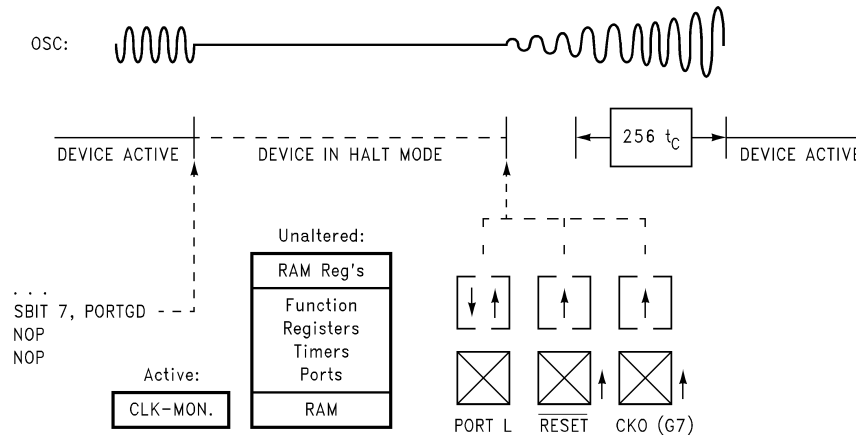 OSC:
DEVICE ACTIVE
DEVICE IN HALT MODE
256 tC
DEVICE ACTIVE
Unaltered:
RAM Reg's
Function
Registers
Timers
Ports
RAM
. . .
SBIT 7, PORTGD
NOP
NOP
Active:
CLK-MON.
PORT L
RESET
CKO (G7)